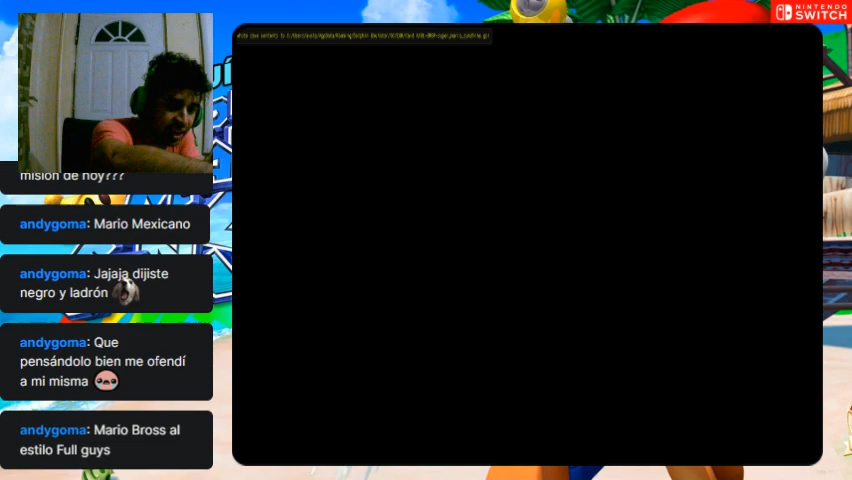 NINTENDO
SWITCH
misión de hoy???
andygoma: Mario Mexicano
andygoma: Jajaja dijiste
negro y ladrón
andygoma: Que
pensándolo bien me ofendí
a mi misma
andygoma: Mario Bross al
estilo Full guys